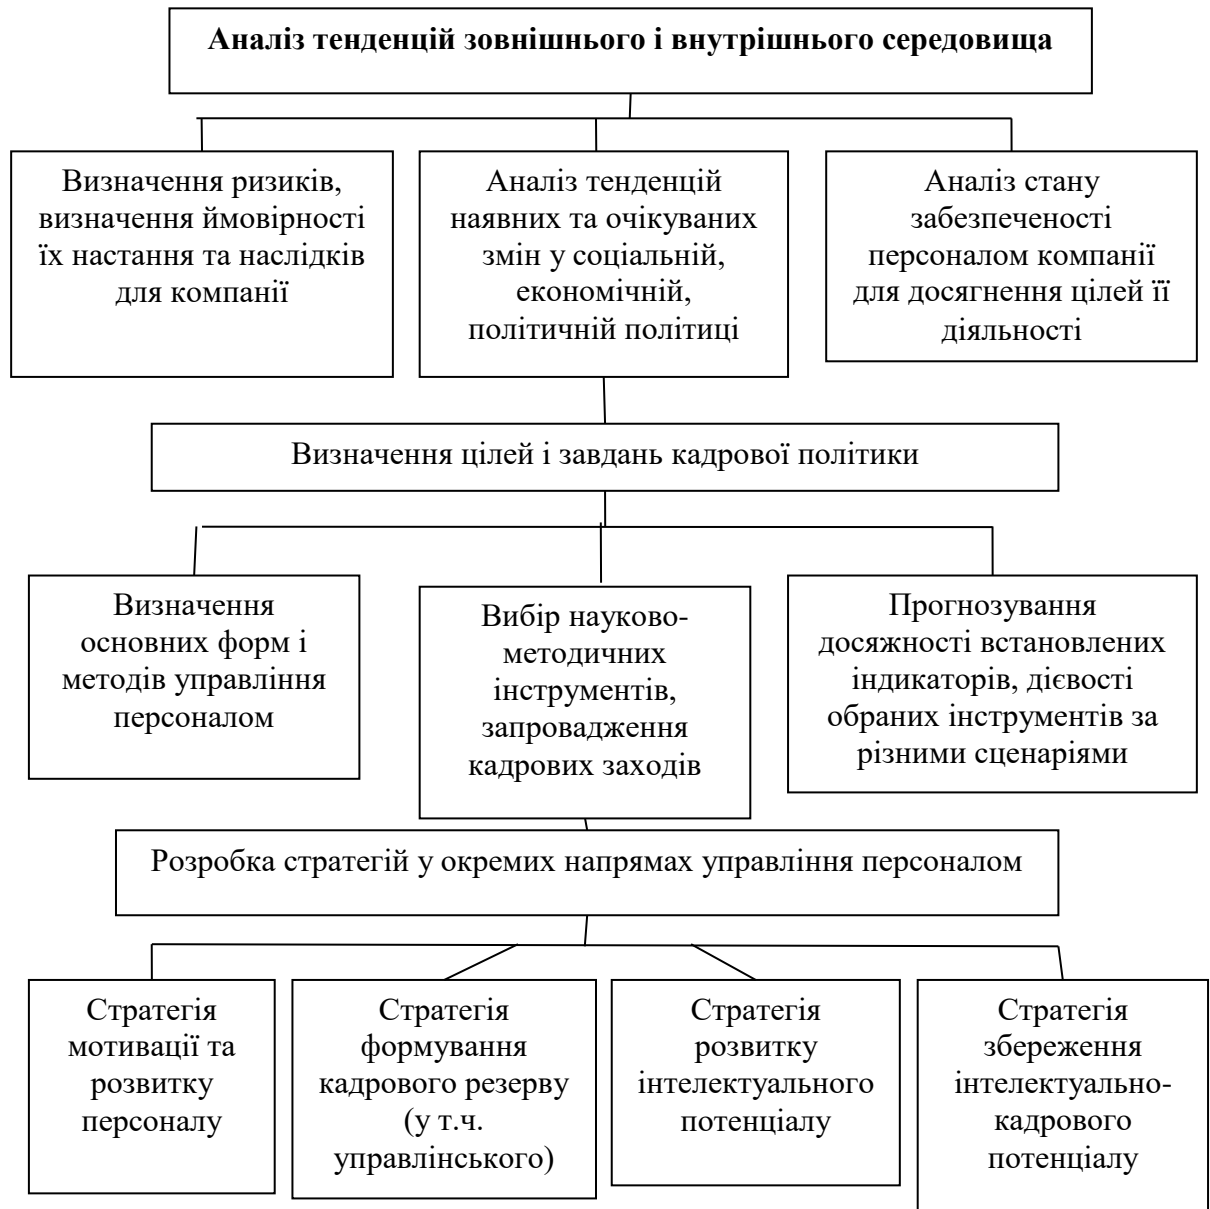 Аналіз тенденцій зовнішнього і внутрішнього середовища
Визначення ризиків,
визначення ймовірності
їх настання та наслідків
для компанії
Аналіз тенденцій
наявних та очікуваних
змін у соціальній,
економічній,
політичній політиці
Аналіз стану
забезпеченості
персоналом компанії
для досягнення цілей її
діяльності
Визначення цілей і завдань кадрової політики
Визначення
основних форм і
методів управління
персоналом
Вибір науково-
методичних
інструментів,
запровадження
кадрових заходів
Прогнозування
досяжності встановлених
індикаторів, дієвості
обраних інструментів за
різними сценаріями
Розробка стратегій у окремих напрямах управління персоналом
Стратегія
мотивації та
розвитку
персоналу
Стратегія
формування
кадрового резерву
(у т.ч.
управлінського)
Стратегія
розвитку
інтелектуального
потенціалу
Стратегія
збереження
інтелектуально-
кадрового
потенціалу